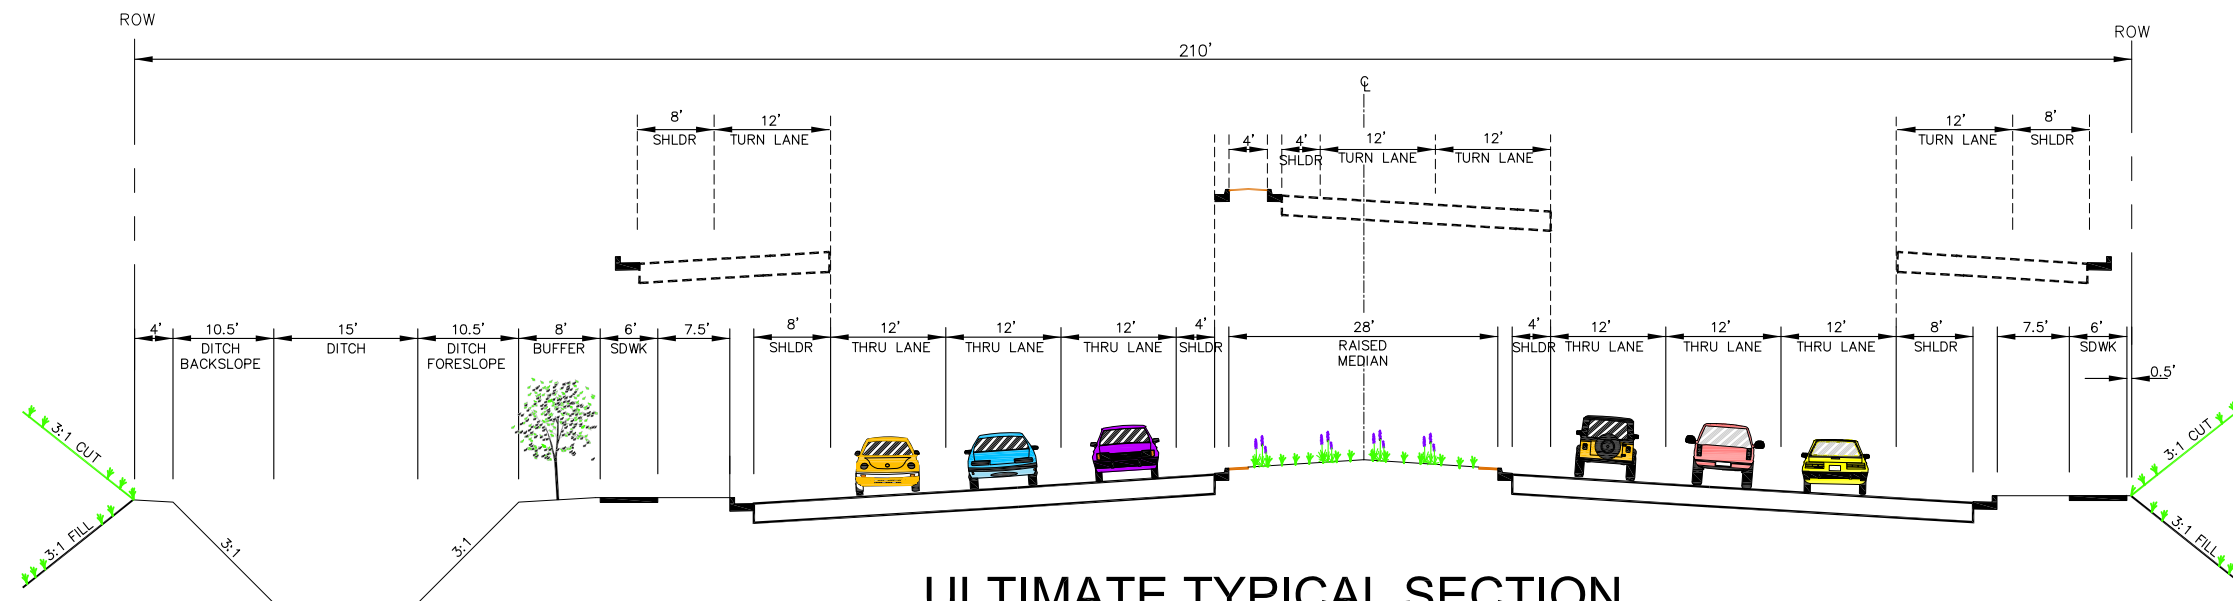 ROW
ROW
210'
℄
8'
12'
SHLDR
TURN LANE
4'
4'
12'
12'
SHLDR
TURN LANE
TURN LANE
12'
8'
TURN LANE
SHLDR
4'
10.5'
15'
10.5'
8'
6'
7.5'
8'
12'
12'
12'
4'
28'
4'
12'
12'
12'
8'
7.5'
6'
DITCH
BACKSLOPE
DITCH
DITCH
FORESLOPE
BUFFER
SDWK
SHLDR
THRU LANE
THRU LANE
THRU LANE
SHLDR
RAISED
MEDIAN
SHLDR
THRU LANE
THRU LANE
THRU LANE
SHLDR
SDWK
0.5'
3:1 CUT
3:1 FILL
3:1
3:1
3:1 CUT
3:1 FILL
ULTIMATE TYPICAL SECTION